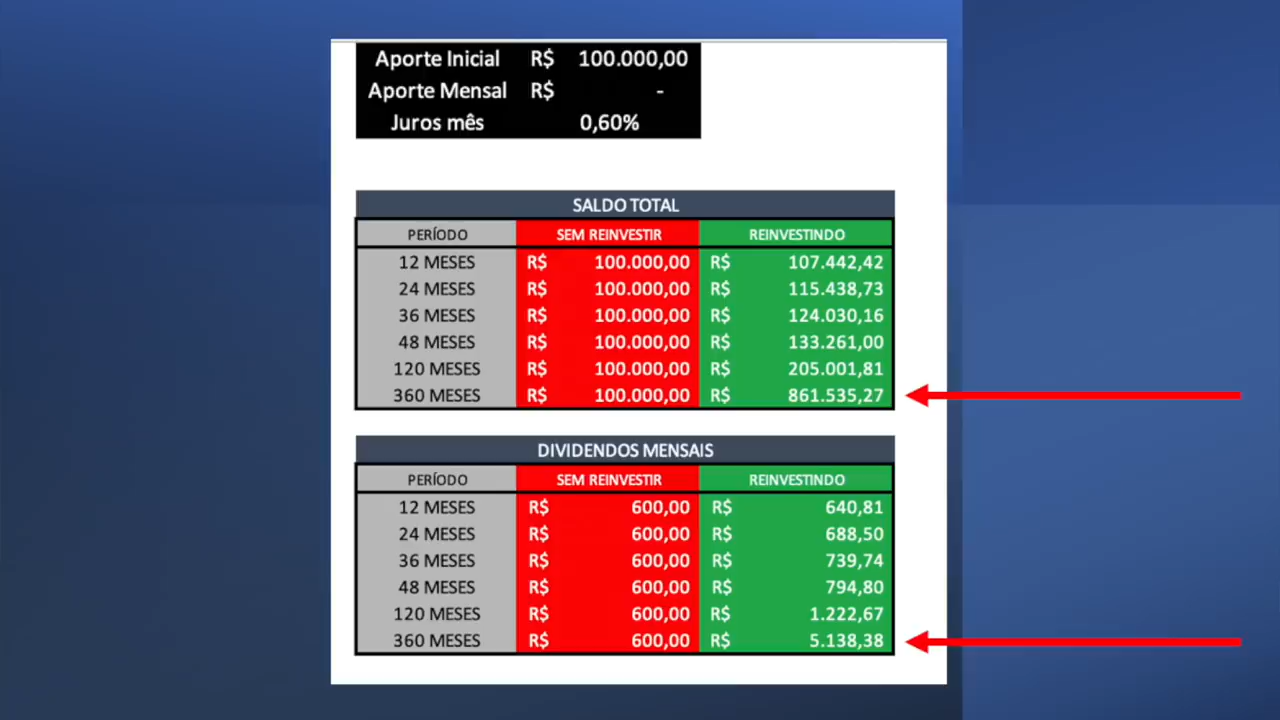 Aporte Inicial R$ 100.000,00
Aporte Mensal R$ -
Juros mês 0,60%
SALDO TOTAL
PERÍODO SEM REINVESTIR REINVESTINDO
12 MESES R$ 100.000,00 R$ 107.442,42
24 MESES R$ 100.000,00 R$ 115.438,73
36 MESES R$ 100.000,00 R$ 124.030,16
48 MESES R$ 100.000,00 R$ 133.261,00
120 MESES R$ 100.000,00 R$ 205.001,81
360 MESES R$ 100.000,00 R$ 861.535,27
DIVIDENDOS MENSAIS
PERÍODO SEM REINVESTIR REINVESTINDO
12 MESES R$ 600,00 R$ 640,81
24 MESES R$ 600,00 R$ 688,50
36 MESES R$ 600,00 R$ 739,74
48 MESES R$ 600,00 R$ 794,80
120 MESES R$ 600,00 R$ 1.222,67
360 MESES R$ 600,00 R$ 5.138,38